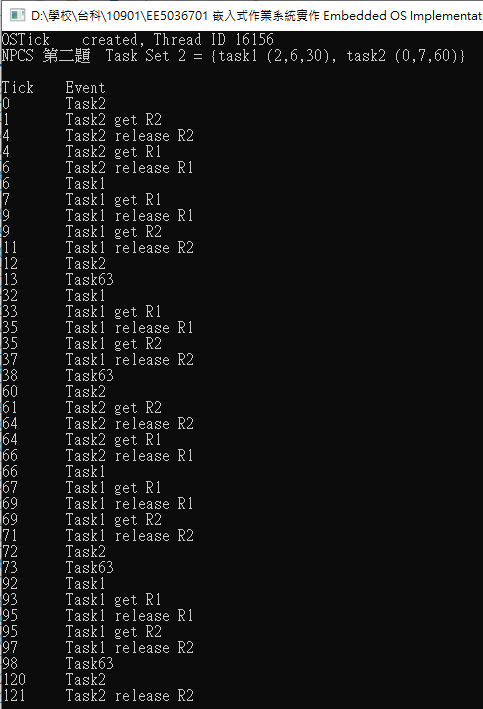 D:\學校\台科\10901\EE5036701 嵌入式作業系統實作 Embedded OS Implementat
OSTick    created, Thread ID 16156
NPCS 第二題  Task Set 2 = {task1 (2,6,30), task2 (0,7,60)}
Tick    Event
0       Task2
1       Task2 get R2
4       Task2 release R2
4       Task2 get R1
6       Task2 release R1
6       Task1
7       Task1 get R1
9       Task1 release R1
9       Task1 get R2
11      Task1 release R2
12      Task2
13      Task63
32      Task1
33      Task1 get R1
35      Task1 release R1
35      Task1 get R2
37      Task1 release R2
38      Task63
60      Task2
61      Task2 get R2
64      Task2 release R2
64      Task2 get R1
66      Task2 release R1
66      Task1
67      Task1 get R1
69      Task1 release R1
69      Task1 get R2
71      Task1 release R2
72      Task2
73      Task63
92      Task1
93      Task1 get R1
95      Task1 release R1
95      Task1 get R2
97      Task1 release R2
98      Task63
120     Task2
121     Task2 release R2